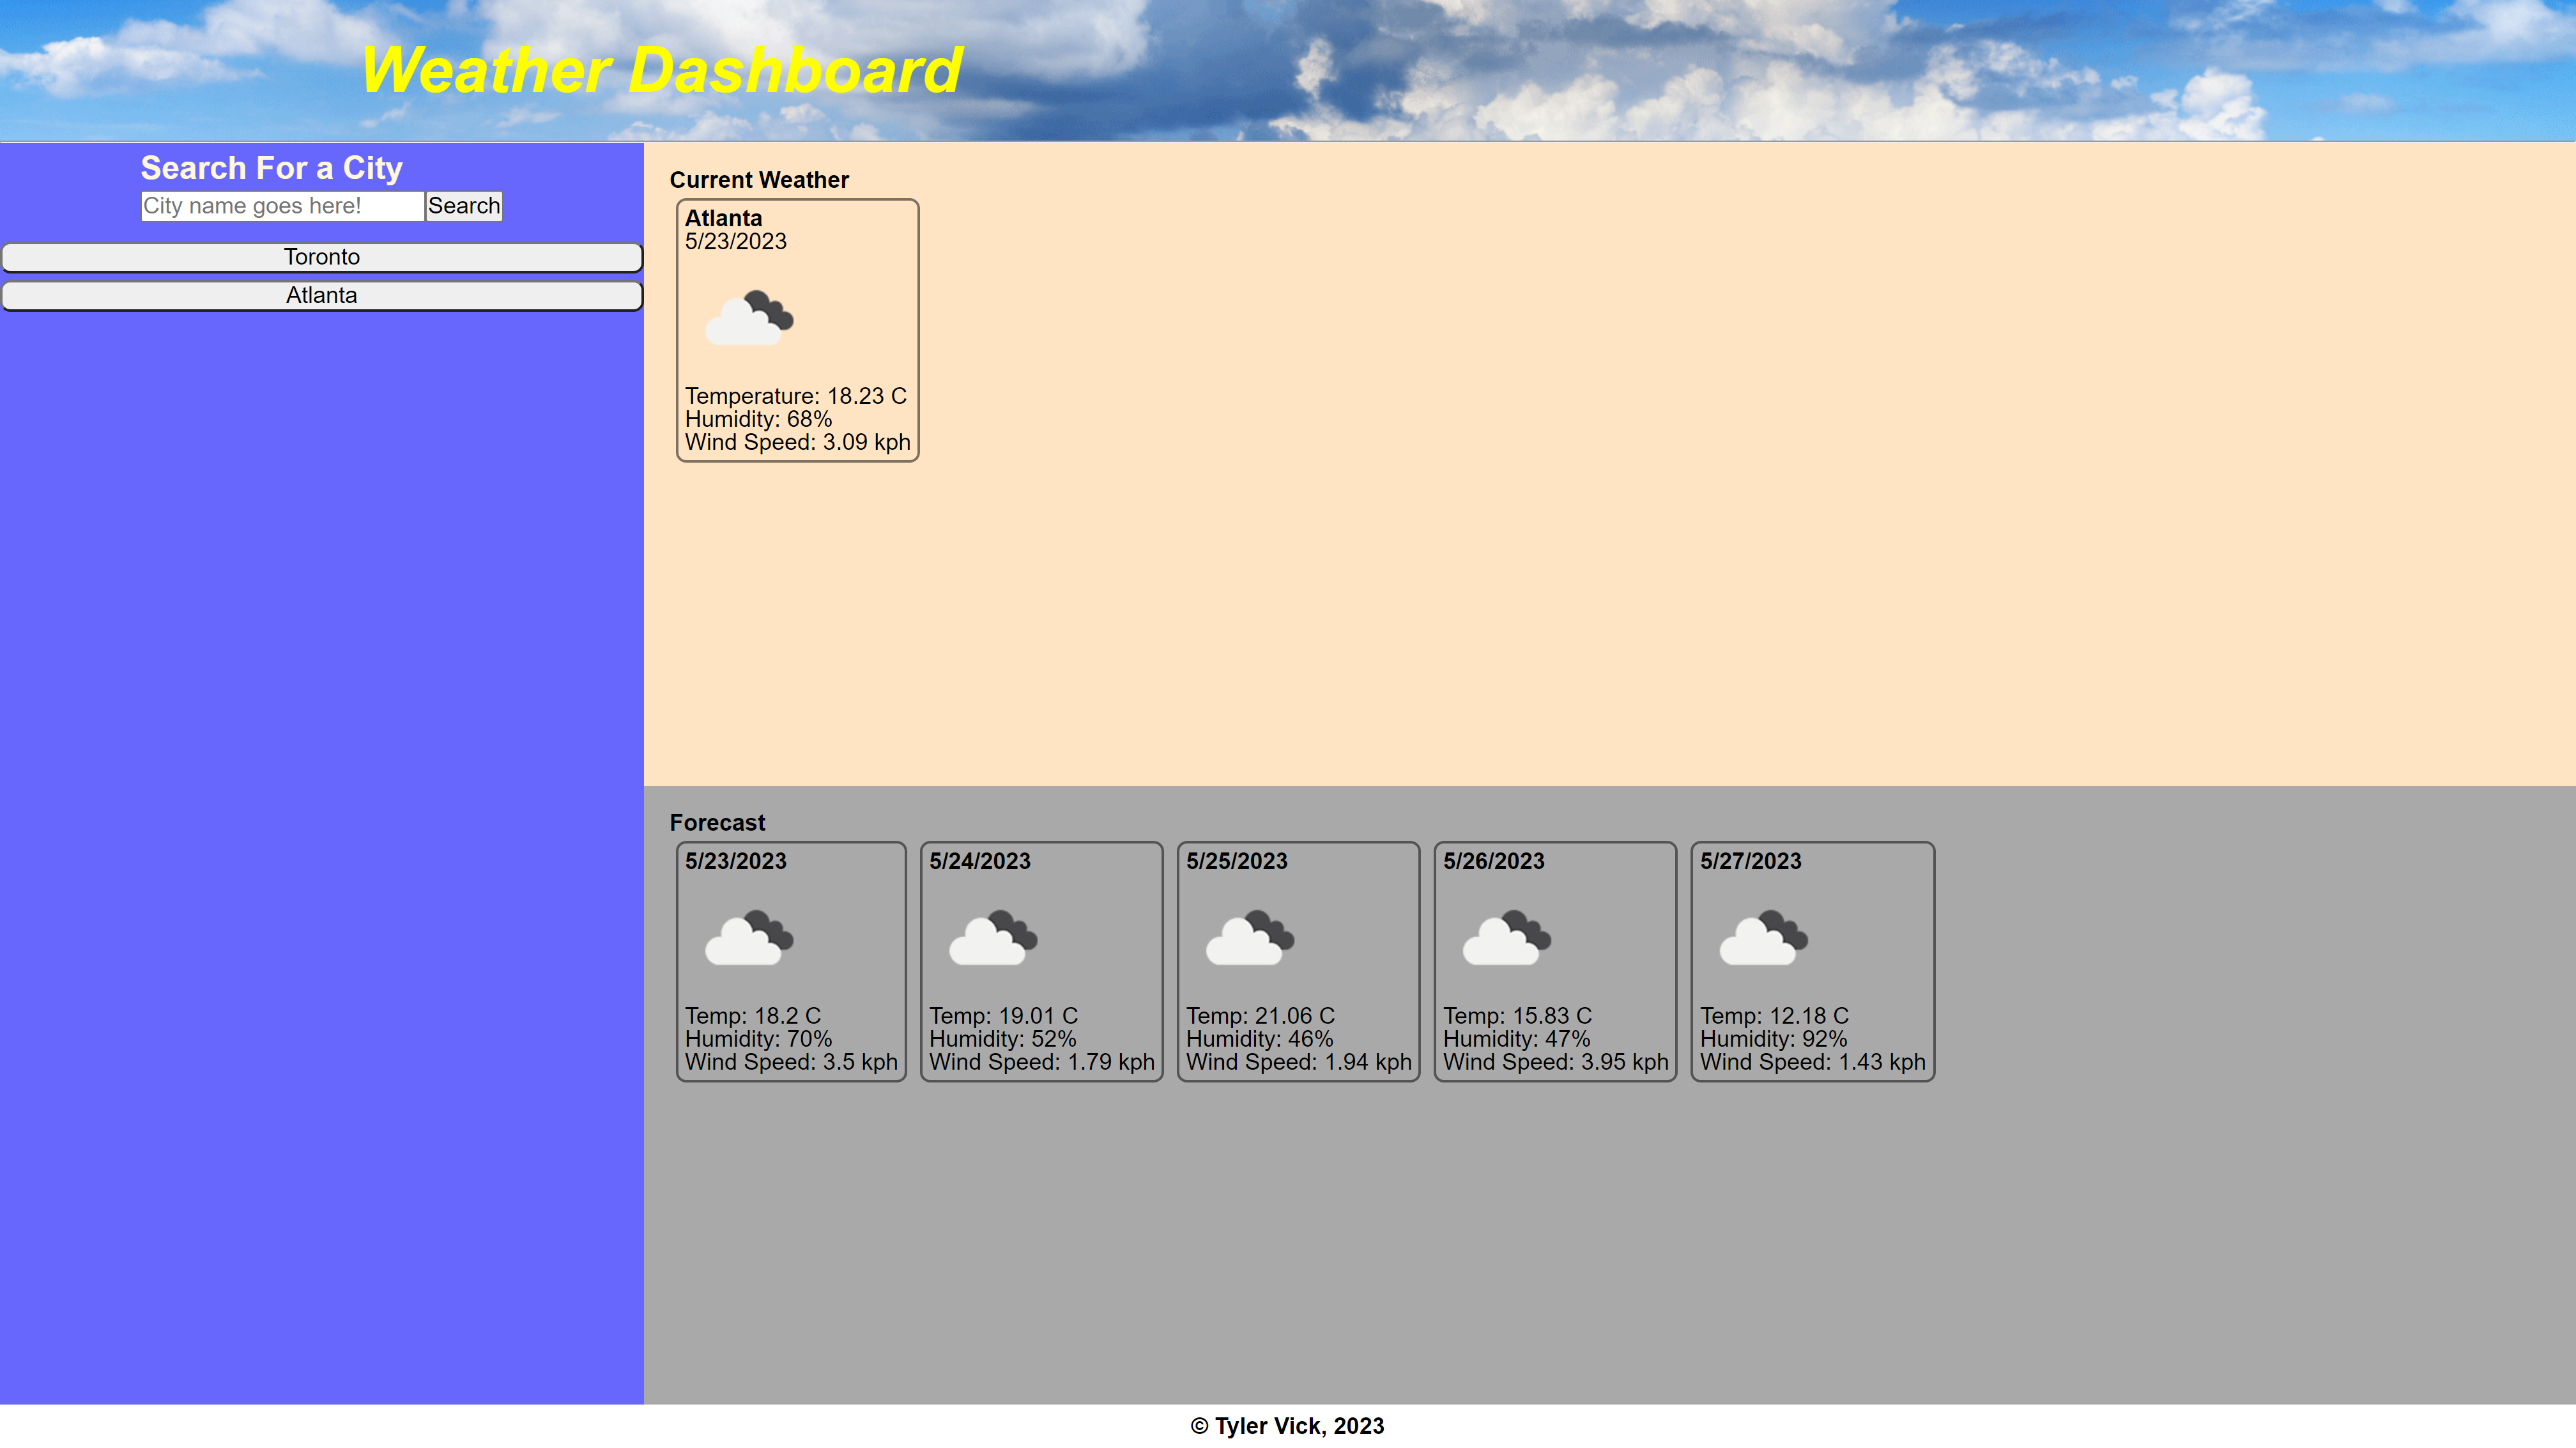 Weather Dashboard
Search For a City
City name goes here!
Search
Toronto
Atlanta
Current Weather
Atlanta
5/23/2023
Temperature: 18.23 C
Humidity: 68%
Wind Speed: 3.09 kph
Forecast
5/23/2023
Temp: 18.2 C
Humidity: 70%
Wind Speed: 3.5 kph
5/24/2023
Temp: 19.01 C
Humidity: 52%
Wind Speed: 1.79 kph
5/25/2023
Temp: 21.06 C
Humidity: 46%
Wind Speed: 1.94 kph
5/26/2023
Temp: 15.83 C
Humidity: 47%
Wind Speed: 3.95 kph
5/27/2023
Temp: 12.18 C
Humidity: 92%
Wind Speed: 1.43 kph
© Tyler Vick, 2023